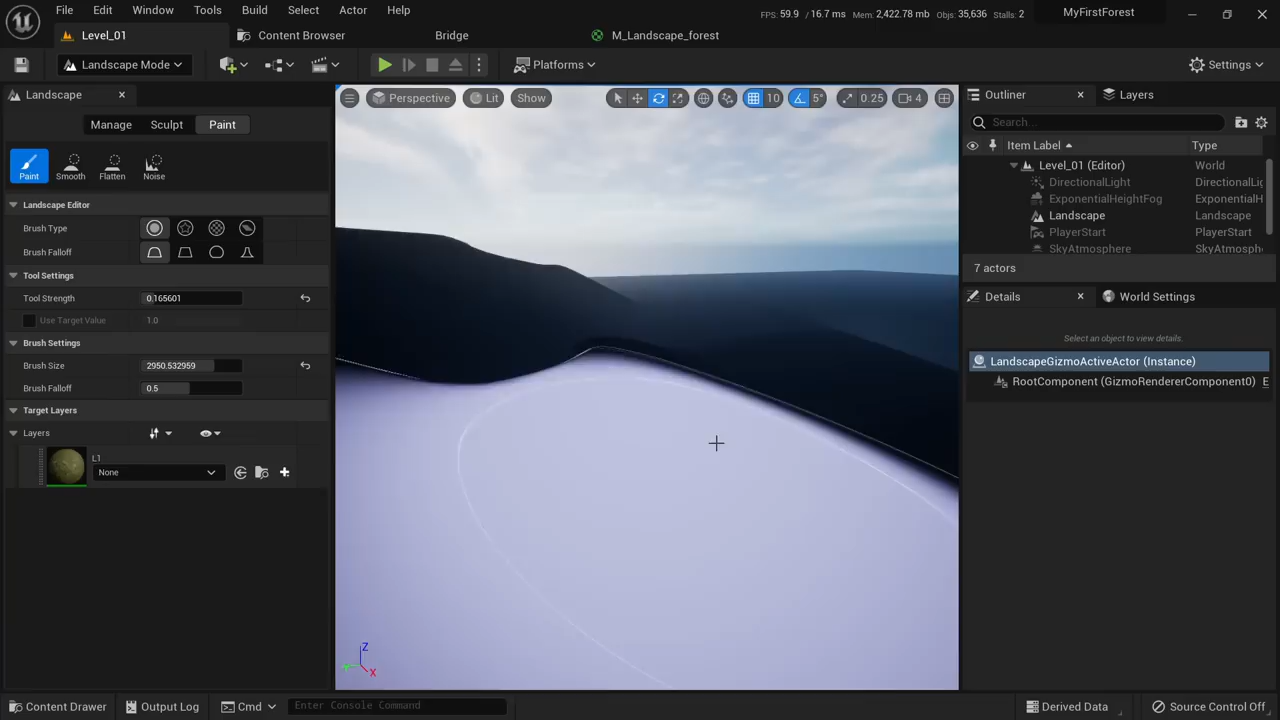 File Edit Window Tools Build Select Actor Help
FPS: 59.9 / 16.7 ms Mem: 2,422.78 mb Objs: 35,636 Stalls: 2 MyFirstForest
Level_01 Content Browser Bridge M_Landscape_forest
Landscape Mode Platforms Settings
Landscape
Perspective Lit Show 10 5° 0.25 4
Outliner Layers
Manage Sculpt Paint
Search...
Item Label Type
Paint Smooth Flatten Noise
Level_01 (Editor) World
DirectionalLight DirectionalLig
ExponentialHeightFog ExponentialH
Landscape Landscape
PlayerStart PlayerStart
SkyAtmosphere SkyAtmosph
7 actors
Landscape Editor
Brush Type
Brush Falloff
Tool Settings
Tool Strength 0.165601
Use Target Value 1.0
Brush Settings
Brush Size 2950.532959
Brush Falloff 0.5
Target Layers
Layers
L1
None
Details World Settings
Select an object to view details.
LandscapeGizmoActiveActor (Instance)
RootComponent (GizmoRendererComponent0) E
Z
Y
X
Content Drawer Output Log Cmd Enter Console Command Derived Data Source Control Off